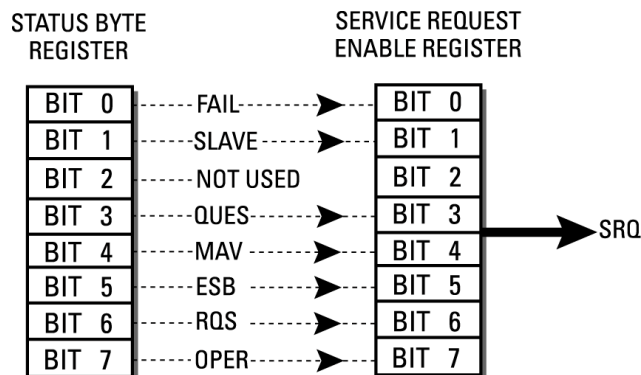 STATUS BYTE
REGISTER
SERVICE REQUEST
ENABLE REGISTER
BIT 0 FAIL BIT 0
BIT 1 SLAVE BIT 1
BIT 2 NOT USED BIT 2
BIT 3 QUES BIT 3
SRQ
BIT 4 MAV BIT 4
BIT 5 ESB BIT 5
BIT 6 RQS BIT 6
BIT 7 OPER BIT 7